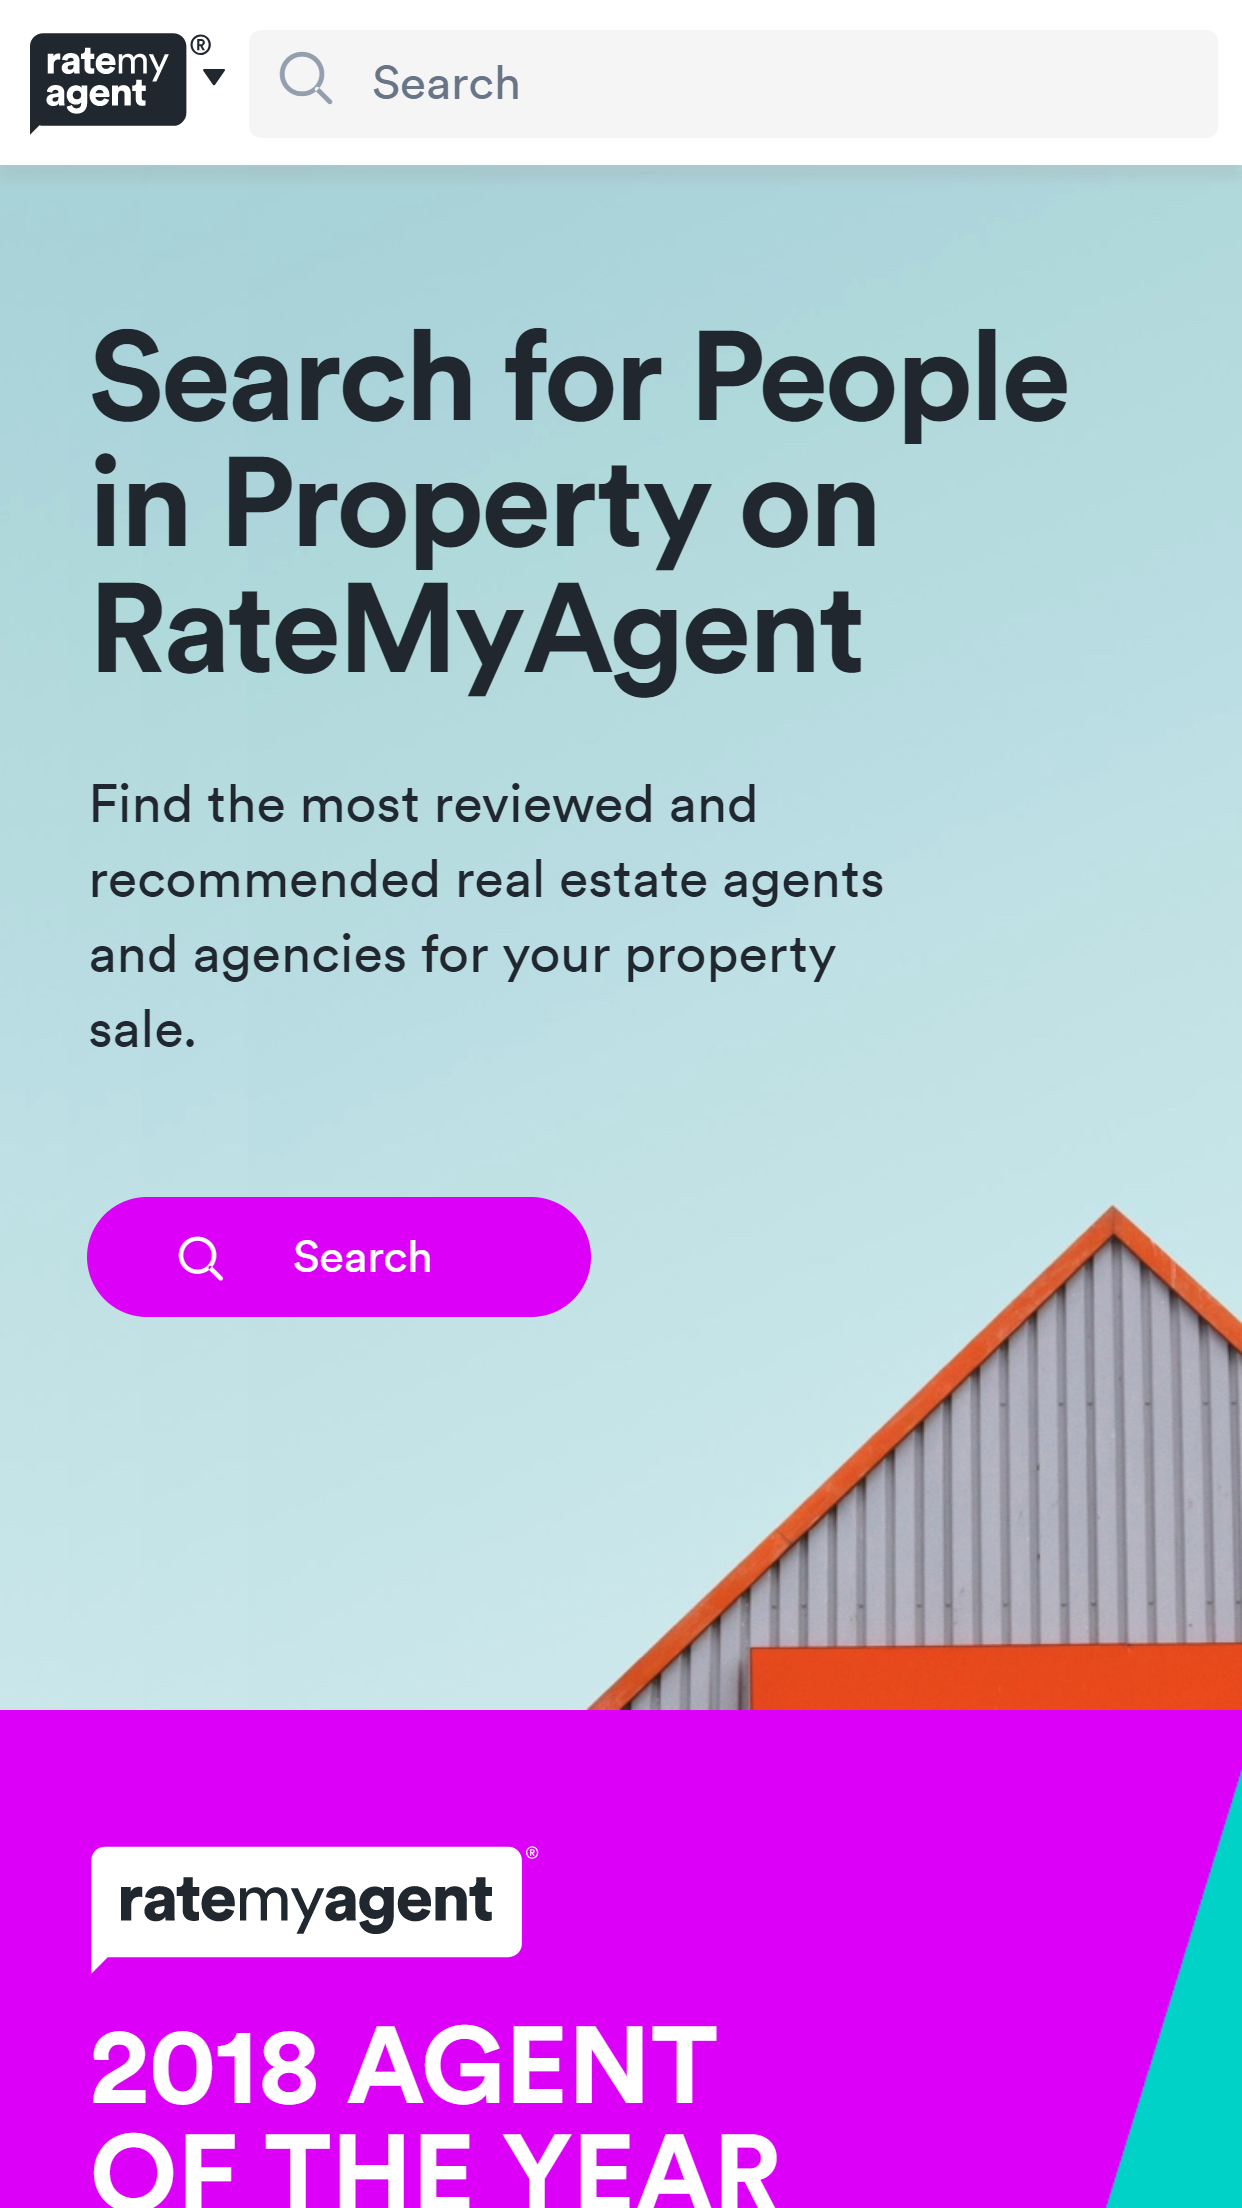 ratemy
agent
®
Search
Search for People
in Property on
RateMyAgent
Find the most reviewed and
recommended real estate agents
and agencies for your property
sale.
Search
ratemyagent®
2018 AGENT
OF THE YEAR